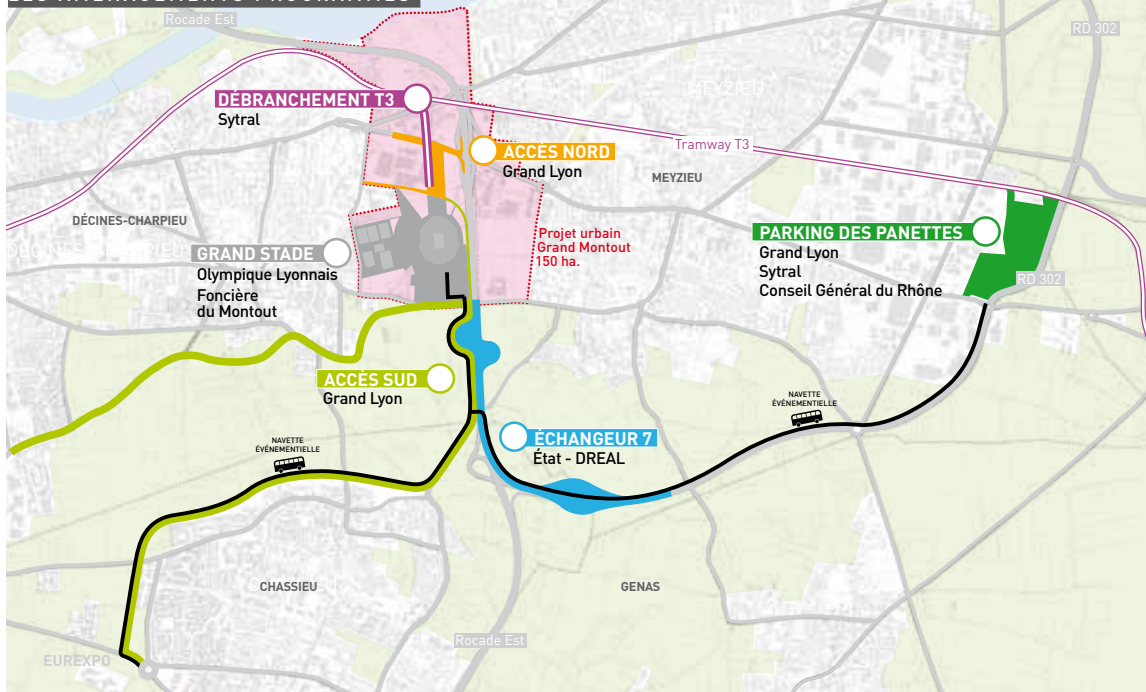 LES AMÉNAGEMENTS PROGRAMMÉS
Rocade Est
RD 302
MEYZIEU
DÉBRANCHEMENT T3
Sytral
Tramway T3
ACCÈS NORD
Grand Lyon
MEYZIEU
DÉCINES-CHARPIEU
GRAND STADE
Olympique Lyonnais
Foncière
du Montout
Projet urbain
Grand Montout
150 ha.
PARKING DES PANETTES
Grand Lyon
Sytral
Conseil Général du Rhône
RD 302
ACCÈS SUD
Grand Lyon
NAVETTE
ÉVÉNEMENTIELLE
NAVETTE
ÉVÉNEMENTIELLE
ÉCHANGEUR 7
État - DREAL
CHASSIEU
GENAS
Rocade Est
EUREXPO